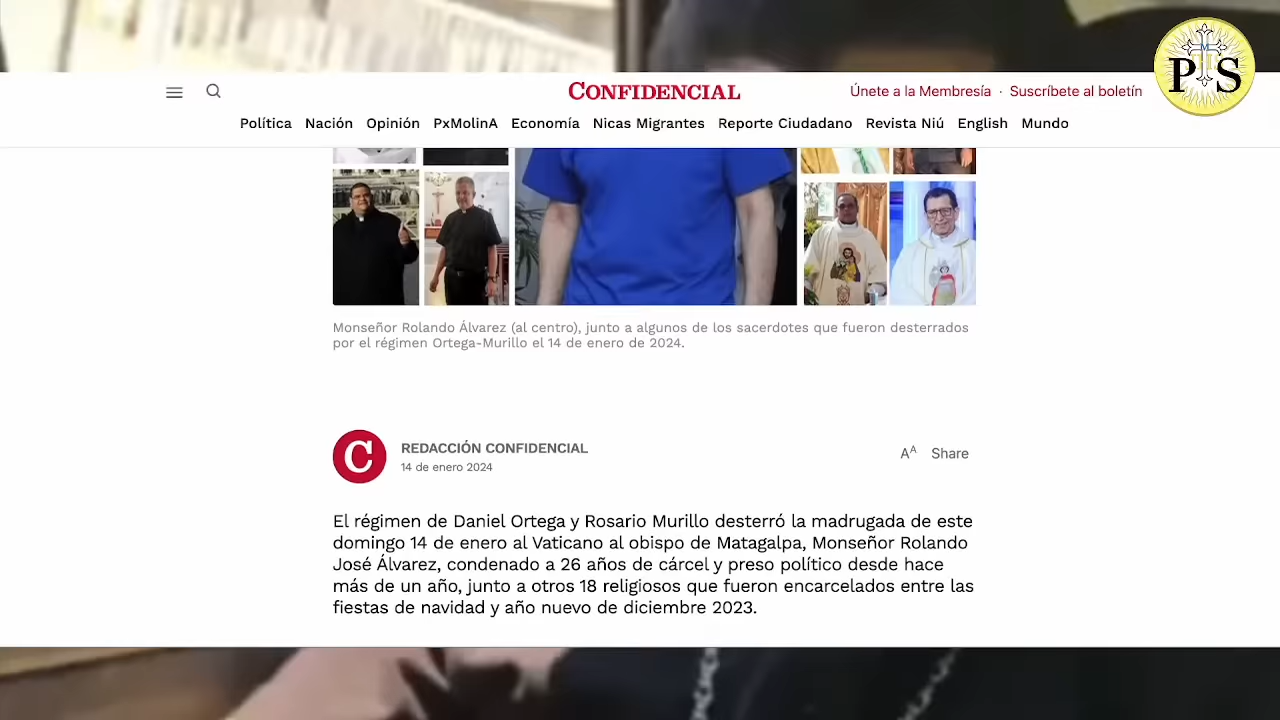 CONFIDENCIAL
Únete a la Membresía · Suscríbete al boletín
PTS
M
Política Nación Opinión PxMolinA Economía Nicas Migrantes Reporte Ciudadano Revista Niú English Mundo
Monseñor Rolando Álvarez (al centro), junto a algunos de los sacerdotes que fueron desterrados
por el régimen Ortega-Murillo el 14 de enero de 2024.
C
REDACCIÓN CONFIDENCIAL
14 de enero 2024
AA Share
El régimen de Daniel Ortega y Rosario Murillo desterró la madrugada de este
domingo 14 de enero al Vaticano al obispo de Matagalpa, Monseñor Rolando
José Álvarez, condenado a 26 años de cárcel y preso político desde hace
más de un año, junto a otros 18 religiosos que fueron encarcelados entre las
fiestas de navidad y año nuevo de diciembre 2023.